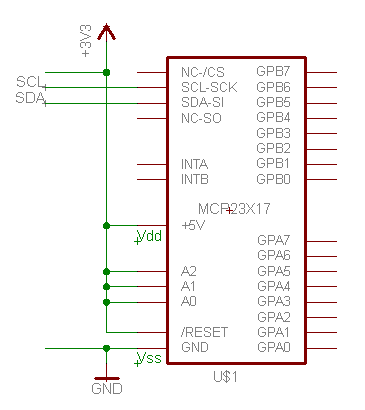 +3V3
NC-/CS GPB7
SCL SCL-SCK GPB6
SDA SDA-SI GPB5
NC-SO GPB4
GPB3
GPB2
INTA GPB1
INTB GPB0
MCP23X17
+5V
Vdd GPA7
GPA6
A2 GPA5
A1 GPA4
A0 GPA3
GPA2
/RESET GPA1
GND GPA0
Vss
U$1
GND